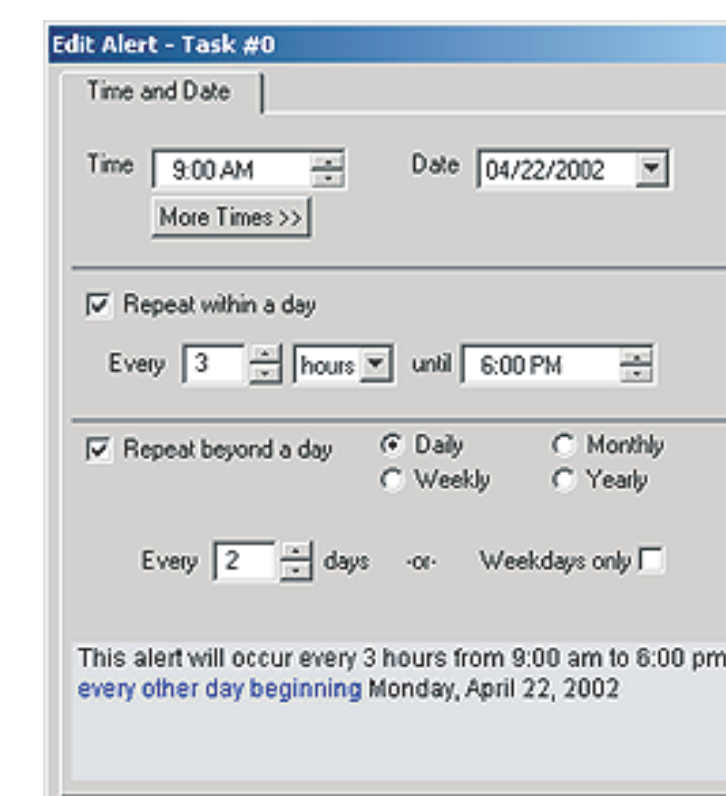 Edit Alert - Task #0
Time and Date
Time 9:00 AM Date 04/22/2002
More Times >>
Repeat within a day
Every 3 hours until 6:00 PM
Repeat beyond a day Daily Monthly
Weekly Yearly
Every 2 days -or- Weekdays only
This alert will occur every 3 hours from 9:00 am to 6:00 pm
every other day beginning Monday, April 22, 2002